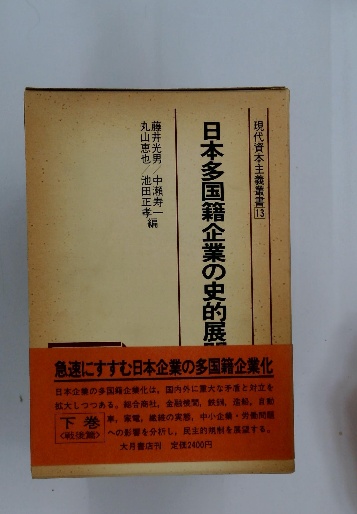 現代資本主義叢書13
日本多国籍企業の史的展
藤井光男／中瀬寿一
丸山恵也／池田正孝
編
急速にすすむ日本企業の多国籍企業化
日本企業の多国籍企業化は、国内外に重大な矛盾と対立を
拡大しつつある。総合商社、金融機関、鉄鋼、造船、自動
車、家電、繊維の実態、中小企業・労働問題
への影響を分析し、民主的規制を展望する。
下巻
〈戦後篇〉
大月書店刊 定価2400円